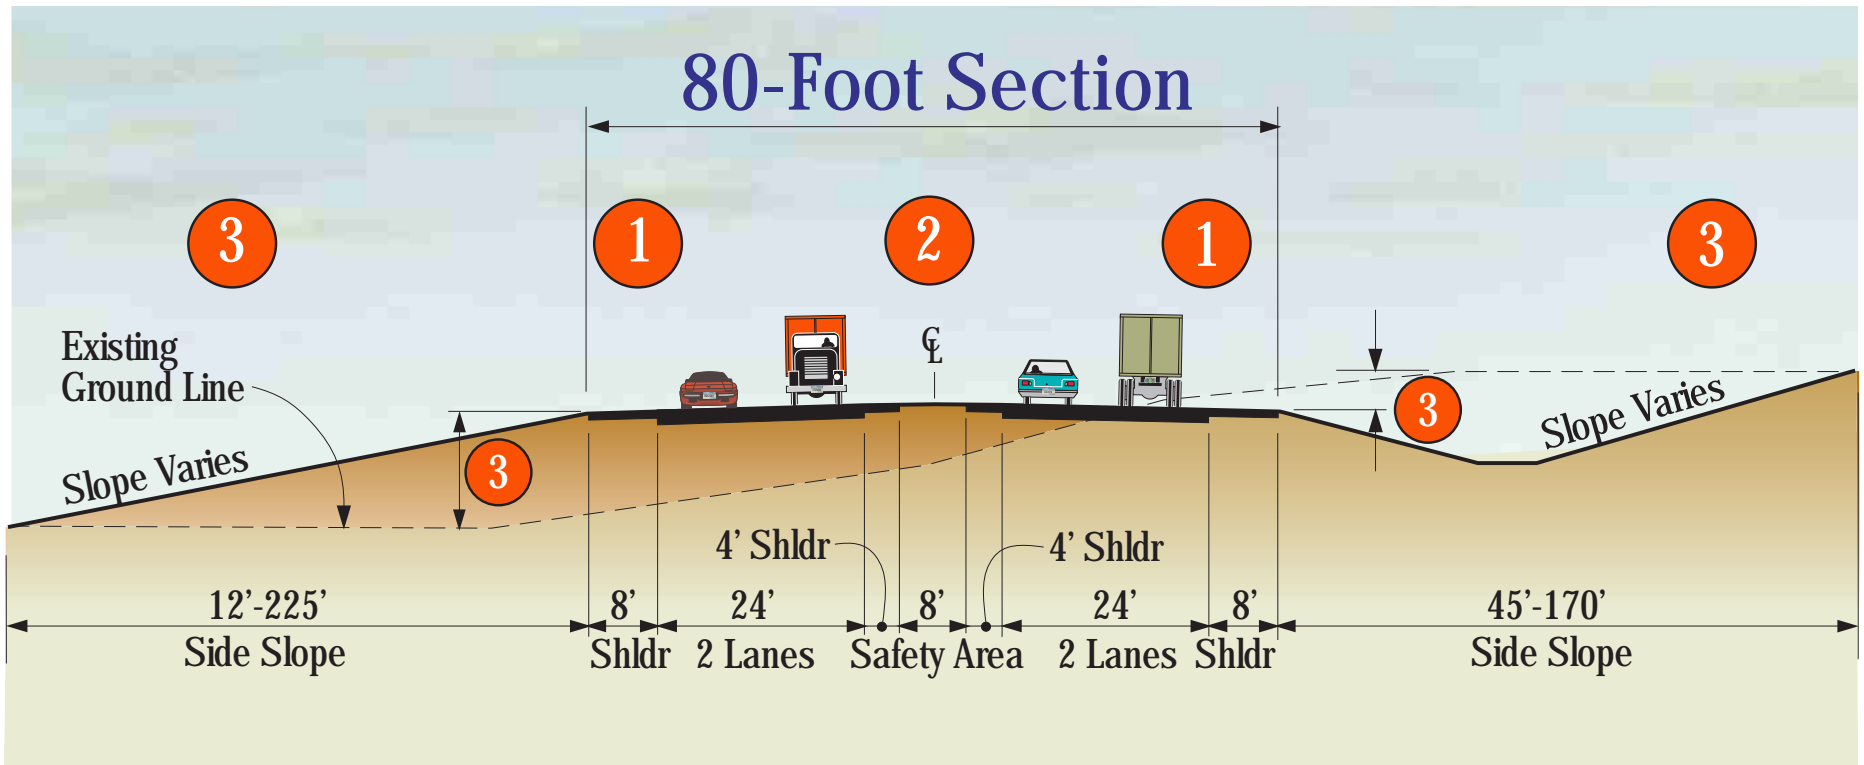 80-Foot Section
3
1
2
1
3
Existing
Ground Line
℄
Slope Varies
3
3
Slope Varies
4’ Shldr
4’ Shldr
12’-225’
8’
24’
8’
24’
8’
45’-170’
Side Slope
Shldr
2 Lanes
Safety Area
2 Lanes
Shldr
Side Slope